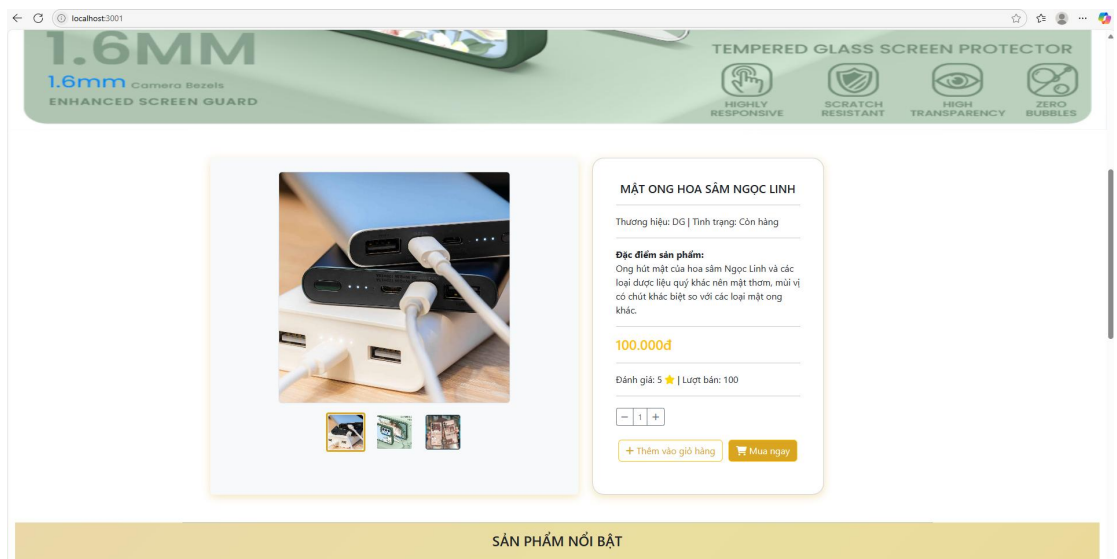 localhost:3001
1.6MM
1.6mm Camera Bezels
ENHANCED SCREEN GUARD
TEMPERED GLASS SCREEN PROTECTOR
HIGHLY RESPONSIVE
SCRATCH RESISTANT
HIGH TRANSPARENCY
ZERO BUBBLES
MẬT ONG HOA SÂM NGỌC LINH
Thương hiệu: DG | Tình trạng: Còn hàng
Đặc điểm sản phẩm:
Ong hút mật của hoa sâm Ngọc Linh và các
loại dược liệu quý khác nên mật thơm, mùi vị
có chút khác biệt so với các loại mật ong
khác.
100.000đ
Đánh giá: 5 ⭐ | Lượt bán: 100
− 1 +
+ Thêm vào giỏ hàng
Mua ngay
SẢN PHẨM NỔI BẬT